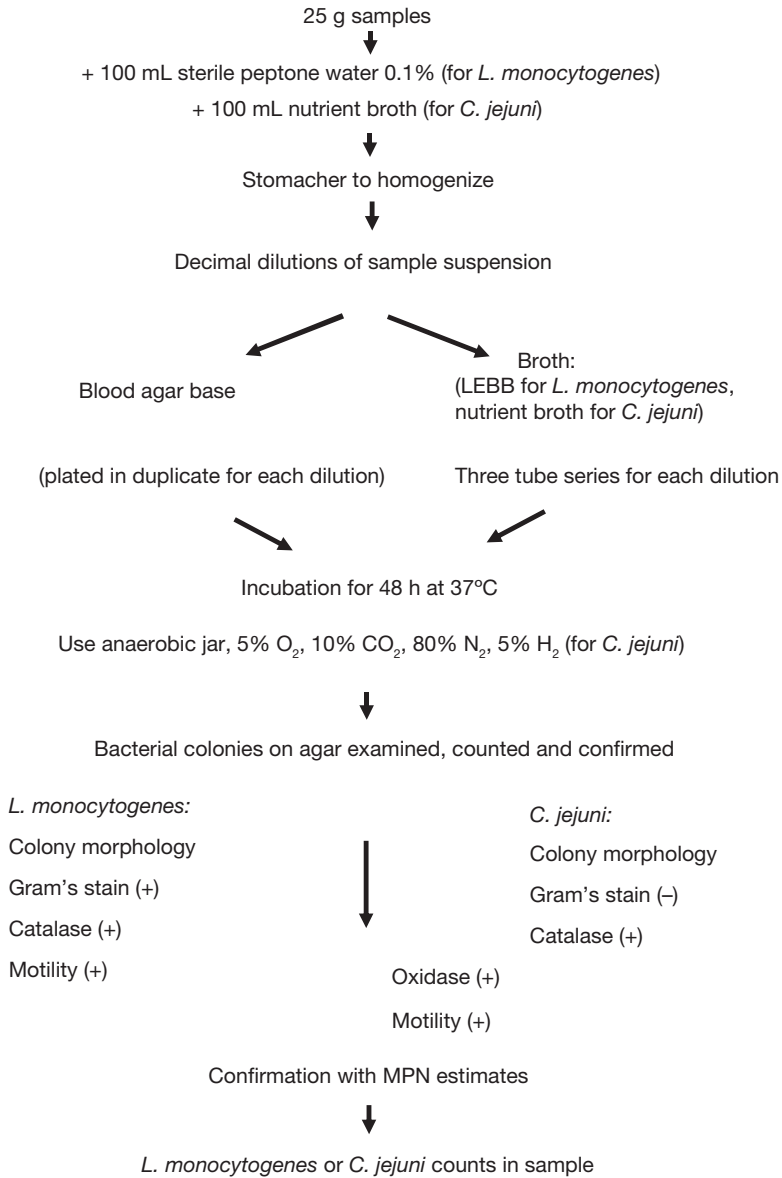 25 g samples
+ 100 mL sterile peptone water 0.1% (for L. monocytogenes)
+ 100 mL nutrient broth (for C. jejuni)
Stomacher to homogenize
Decimal dilutions of sample suspension
Blood agar base
Broth:
(LEBB for L. monocytogenes,
nutrient broth for C. jejuni)
(plated in duplicate for each dilution)
Three tube series for each dilution
Incubation for 48 h at 37ºC
Use anaerobic jar, 5% O₂, 10% CO₂, 80% N₂, 5% H₂ (for C. jejuni)
Bacterial colonies on agar examined, counted and confirmed
L. monocytogenes:
Colony morphology
Gram’s stain (+)
Catalase (+)
Motility (+)
C. jejuni:
Colony morphology
Gram’s stain (–)
Catalase (+)
Oxidase (+)
Motility (+)
Confirmation with MPN estimates
L. monocytogenes or C. jejuni counts in sample